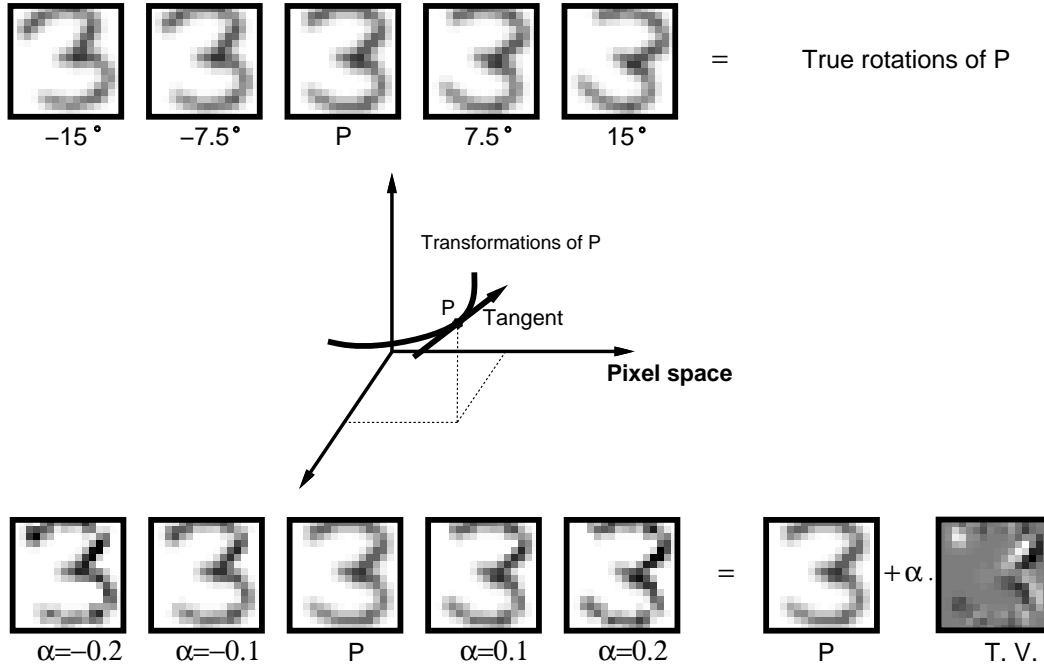 = True rotations of P
−15° −7.5° P 7.5° 15°
Transformations of P
P
Tangent
Pixel space
= +α.
α=−0.2 α=−0.1 P α=0.1 α=0.2 P T. V.